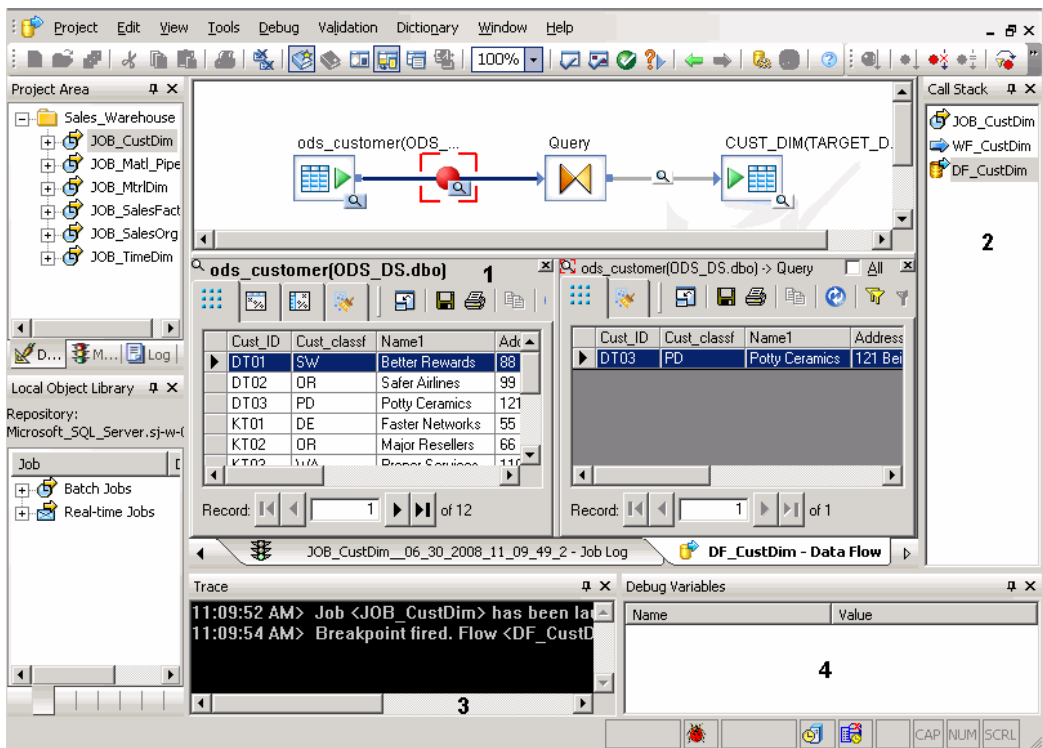 Project Edit View Tools Debug Validation Dictionary Window Help
100%
Project Area
Sales_Warehouse
JOB_CustDim
JOB_Matl_Pipe
JOB_MtrlDim
JOB_SalesFact
JOB_SalesOrg
JOB_TimeDim
D... M... Log
Local Object Library
Repository:
Microsoft_SQL_Server.sj-w-(
Job
Batch Jobs
Real-time Jobs
ods_customer(ODS_... Query CUST_DIM(TARGET_D.
ods_customer(ODS_DS.dbo) 1
Cust_ID Cust_classf Name1 Add
DT01 SW Better Rewards 88
DT02 OR Safer Airlines 99
DT03 PD Potty Ceramics 121
KT01 DE Faster Networks 55
KT02 OR Major Resellers 66
Record: 1 of 12
ods_customer(ODS_DS.dbo) -> Query All
Cust_ID Cust_classf Name1 Address
DT03 PD Potty Ceramics 121 Bei
Record: 1 of 1
JOB_CustDim__06_30_2008_11_09_49_2 - Job Log DF_CustDim - Data Flow
Call Stack
JOB_CustDim
WF_CustDim
DF_CustDim
2
Trace
11:09:52 AM> Job <JOB_CustDim> has been lau
11:09:54 AM> Breakpoint fired. Flow <DF_CustD
3
Debug Variables
Name Value
4
CAP NUM SCRL